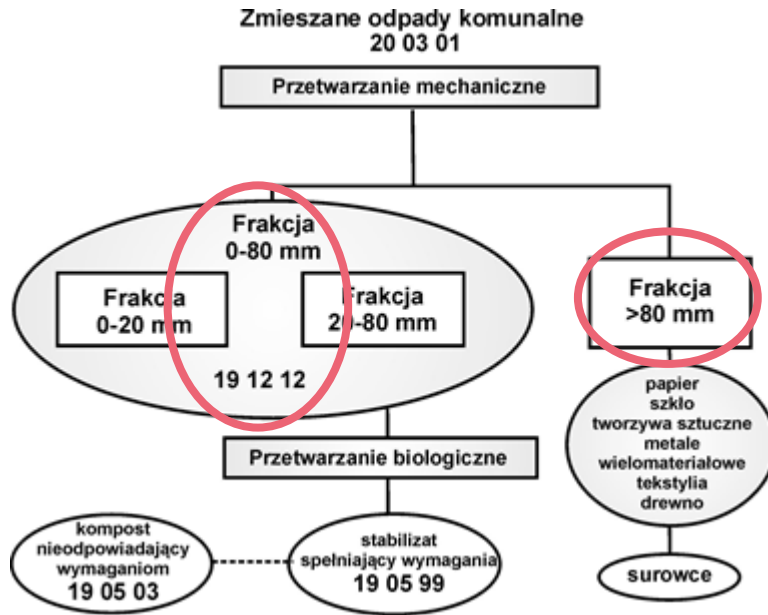 Zmieszane odpady komunalne
20 03 01
Przetwarzanie mechaniczne
Frakcja
0-80 mm
Frakcja
0-20 mm
Frakcja
20-80 mm
19 12 12
Frakcja
>80 mm
papier
szkło
tworzywa sztuczne
metale
wielomateriałowe
tekstylia
drewno
Przetwarzanie biologiczne
kompost
nieodpowiadający
wymaganiom
19 05 03
stabilizat
spełniający wymagania
19 05 99
surowce